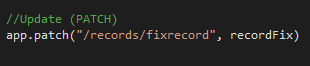 //Update (PATCH)
app.patch("/records/fixrecord", recordFix)